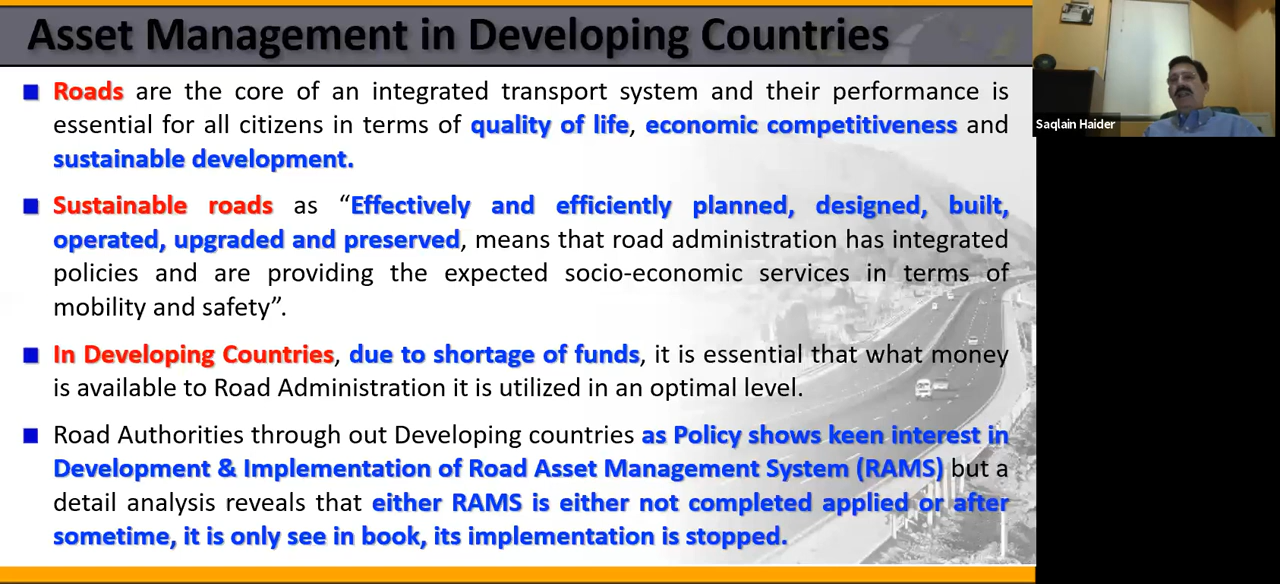 Asset Management in Developing Countries
Roads are the core of an integrated transport system and their performance is
essential for all citizens in terms of quality of life, economic competitiveness and
sustainable development.
Sustainable roads as “Effectively and efficiently planned, designed, built,
operated, upgraded and preserved, means that road administration has integrated
policies and are providing the expected socio-economic services in terms of
mobility and safety”.
In Developing Countries, due to shortage of funds, it is essential that what money
is available to Road Administration it is utilized in an optimal level.
Road Authorities through out Developing countries as Policy shows keen interest in
Development & Implementation of Road Asset Management System (RAMS) but a
detail analysis reveals that either RAMS is either not completed applied or after
sometime, it is only see in book, its implementation is stopped.
Saqlain Haider